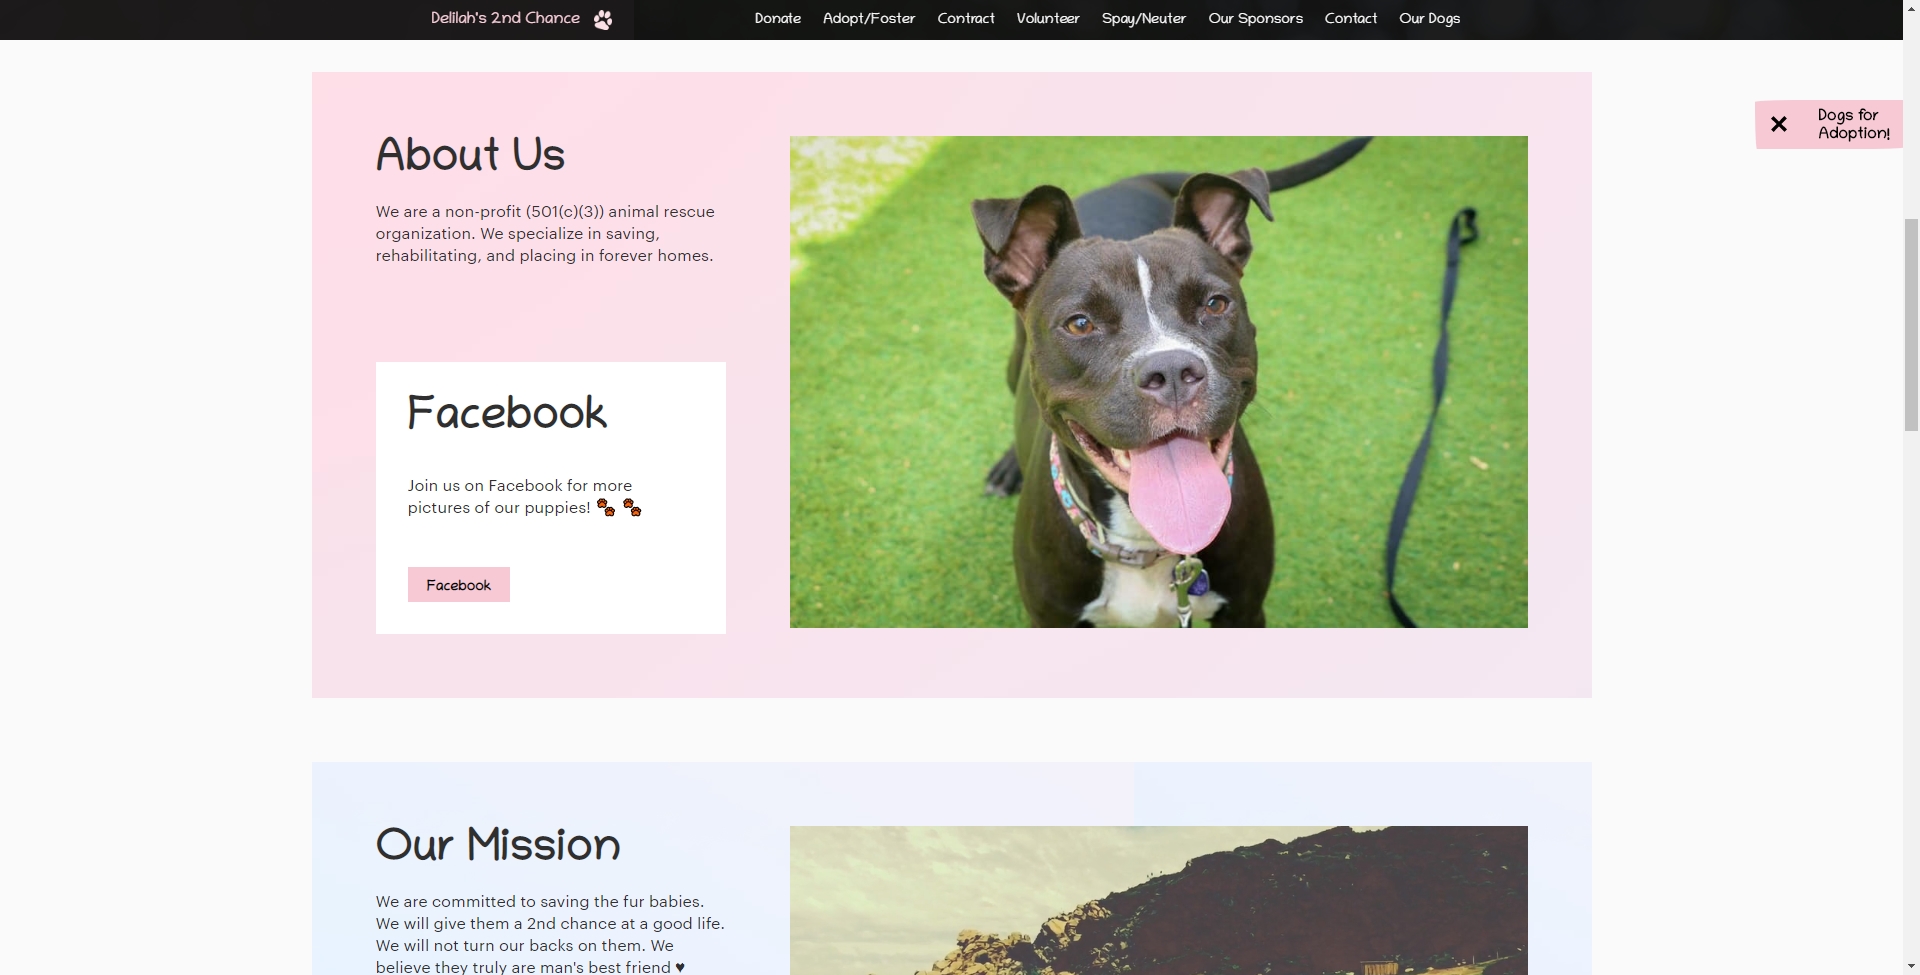 Delilah's 2nd Chance
Donate Adopt/Foster Contract Volunteer Spay/Neuter Our Sponsors Contact Our Dogs
Dogs for
Adoption!
About Us
We are a non-profit (501(c)(3)) animal rescue
organization. We specialize in saving,
rehabilitating, and placing in forever homes.
Facebook
Join us on Facebook for more
pictures of our puppies! 🐾 🐾
Facebook
Our Mission
We are committed to saving the fur babies.
We will give them a 2nd chance at a good life.
We will not turn our backs on them. We
believe they truly are man's best friend ♥